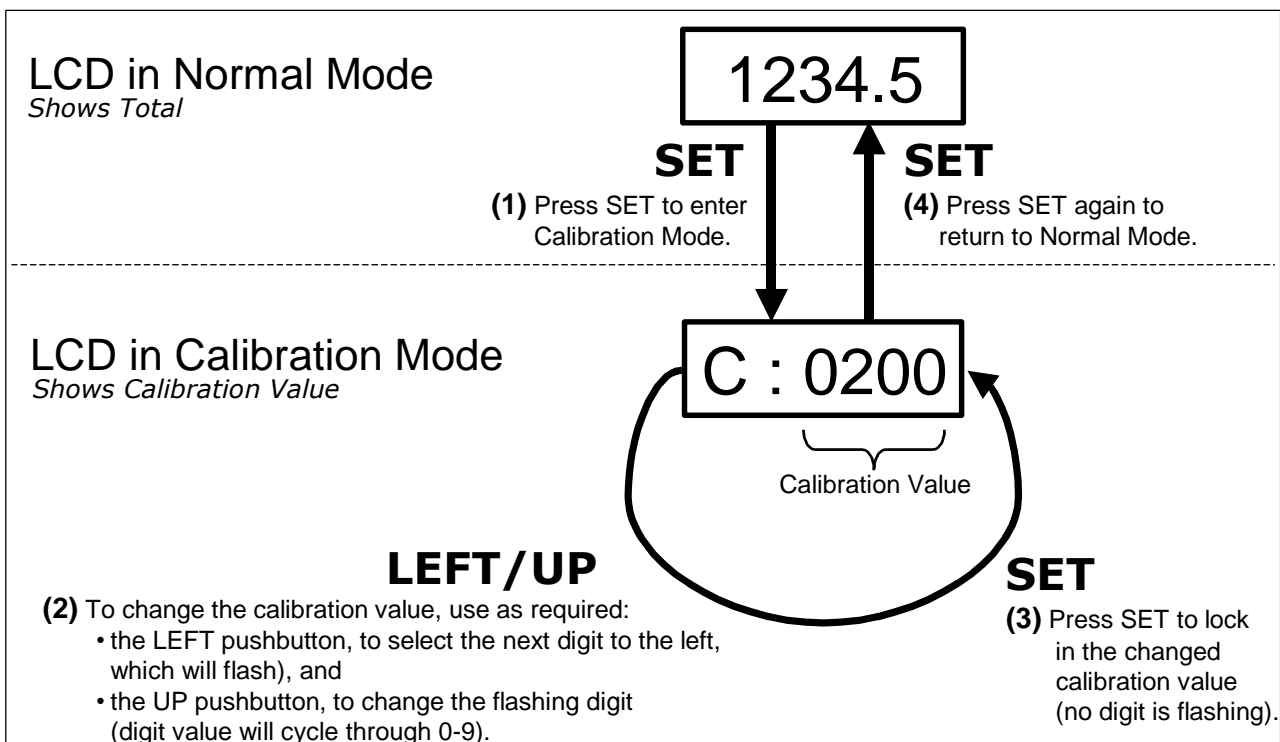 LCD in Normal Mode
Shows Total
1234.5
SET
(1) Press SET to enter
Calibration Mode.
SET
(4) Press SET again to
return to Normal Mode.
LCD in Calibration Mode
Shows Calibration Value
C : 0200
Calibration Value
LEFT/UP
(2) To change the calibration value, use as required:
• the LEFT pushbutton, to select the next digit to the left,
which will flash), and
• the UP pushbutton, to change the flashing digit
(digit value will cycle through 0-9).
SET
(3) Press SET to lock
in the changed
calibration value
(no digit is flashing).